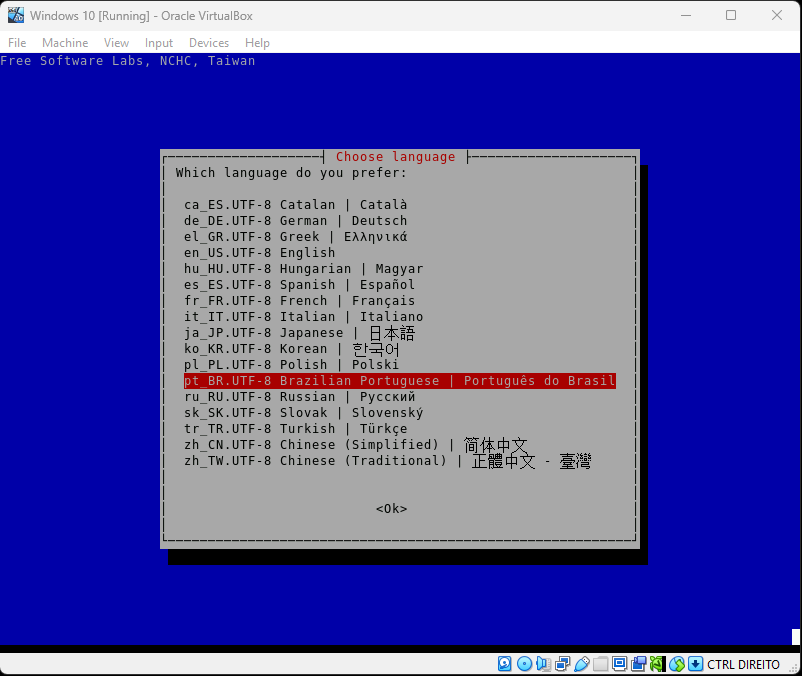 Windows 10 [Running] - Oracle VirtualBox
File Machine View Input Devices Help
Free Software Labs, NCHC, Taiwan
Choose language
Which language do you prefer:
ca_ES.UTF-8 Catalan | Català
de_DE.UTF-8 German | Deutsch
el_GR.UTF-8 Greek | Ελληνικά
en_US.UTF-8 English
hu_HU.UTF-8 Hungarian | Magyar
es_ES.UTF-8 Spanish | Español
fr_FR.UTF-8 French | Français
it_IT.UTF-8 Italian | Italiano
ja_JP.UTF-8 Japanese | 日本語
ko_KR.UTF-8 Korean | 한국어
pl_PL.UTF-8 Polish | Polski
pt_BR.UTF-8 Brazilian Portuguese | Português do Brasil
ru_RU.UTF-8 Russian | Русский
sk_SK.UTF-8 Slovak | Slovenský
tr_TR.UTF-8 Turkish | Türkçe
zh_CN.UTF-8 Chinese (Simplified) | 简体中文
zh_TW.UTF-8 Chinese (Traditional) | 正體中文 - 臺灣
<Ok>
CTRL DIREITO